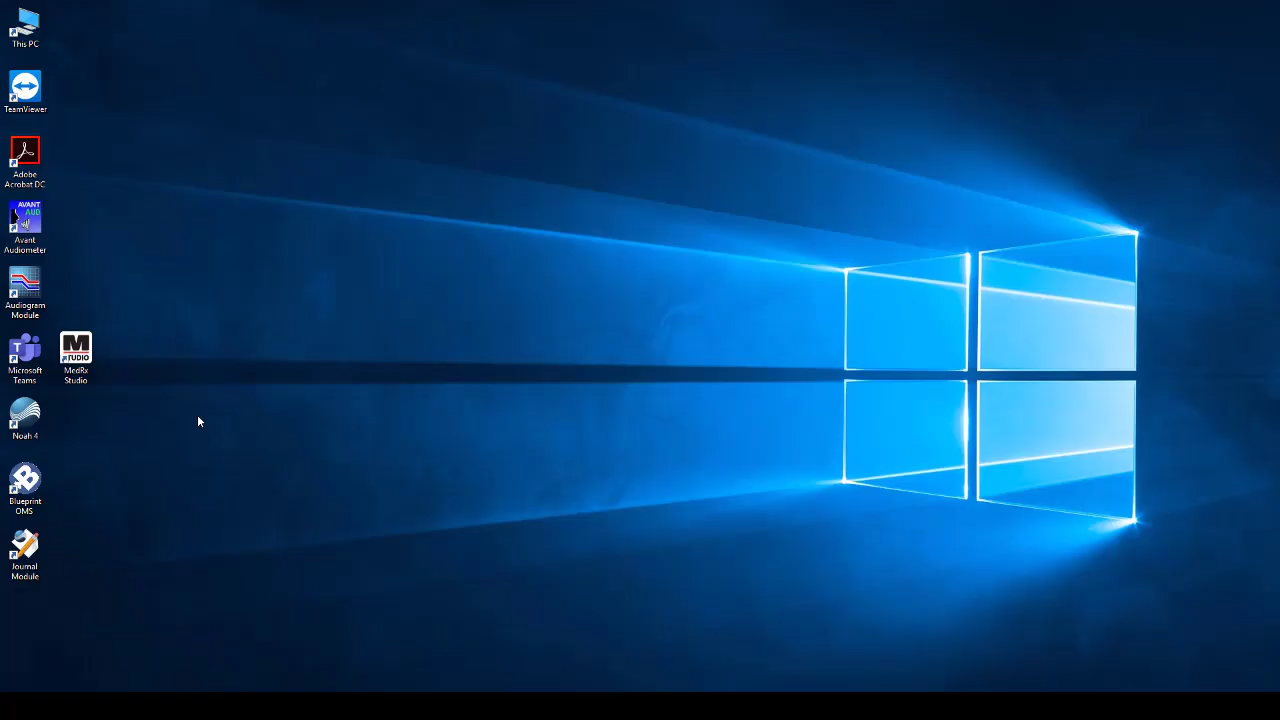 This PC
TeamViewer
Adobe
Acrobat DC
AVANT
AUD
Avant
Audiometer
Audiogram
Module
T
Microsoft
Teams
M
TUDIO
MedRx
Studio
Noah 4
B
Blueprint
OMS
Journal
Module